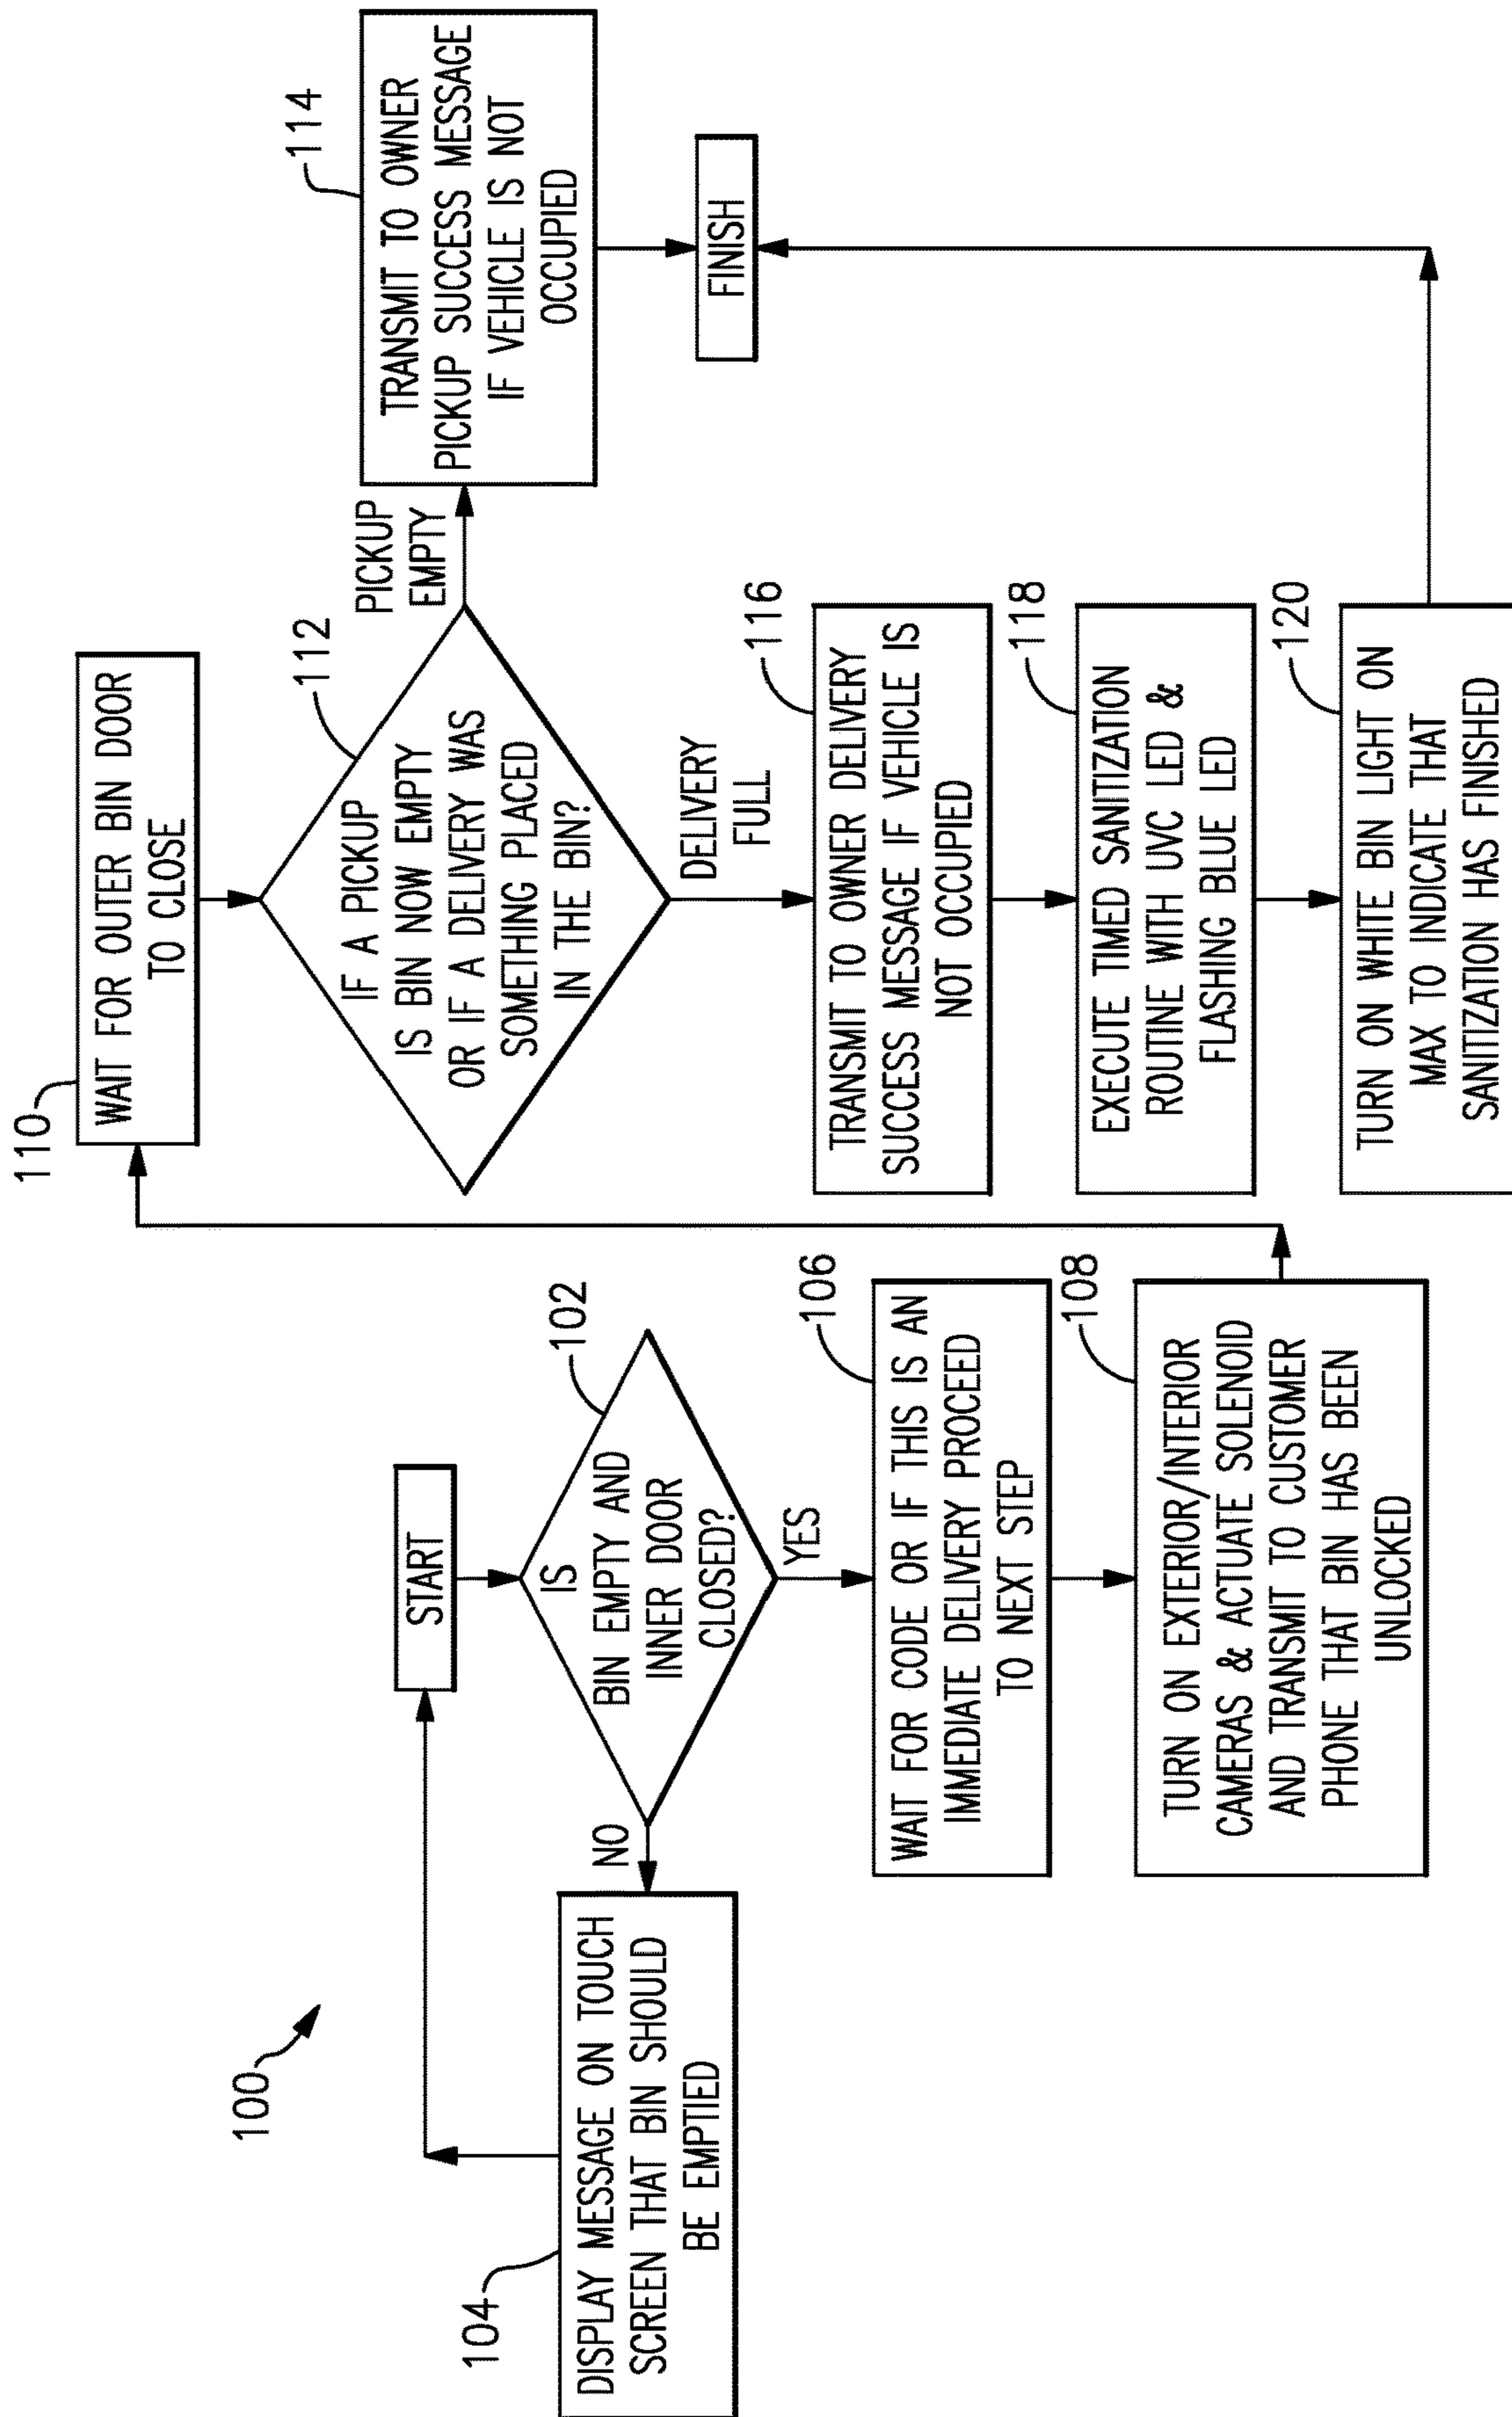 100
START
102
IS
BIN EMPTY AND
INNER DOOR
CLOSED?
NO
YES
104
DISPLAY MESSAGE ON TOUCH
SCREEN THAT BIN SHOULD
BE EMPTIED
106
WAIT FOR CODE OR IF THIS IS AN
IMMEDIATE DELIVERY PROCEED
TO NEXT STEP
108
TURN ON EXTERIOR/INTERIOR
CAMERAS & ACTUATE SOLENOID
AND TRANSMIT TO CUSTOMER
PHONE THAT BIN HAS BEEN
UNLOCKED
110
WAIT FOR OUTER BIN DOOR
TO CLOSE
112
IF A PICKUP
IS BIN NOW EMPTY
OR IF A DELIVERY WAS
SOMETHING PLACED
IN THE BIN?
PICKUP
EMPTY
114
TRANSMIT TO OWNER
PICKUP SUCCESS MESSAGE
IF VEHICLE IS NOT
OCCUPIED
FINISH
DELIVERY
FULL
116
TRANSMIT TO OWNER DELIVERY
SUCCESS MESSAGE IF VEHICLE IS
NOT OCCUPIED
118
EXECUTE TIMED SANITIZATION
ROUTINE WITH UVC LED &
FLASHING BLUE LED
120
TURN ON WHITE BIN LIGHT ON
MAX TO INDICATE THAT
SANITIZATION HAS FINISHED